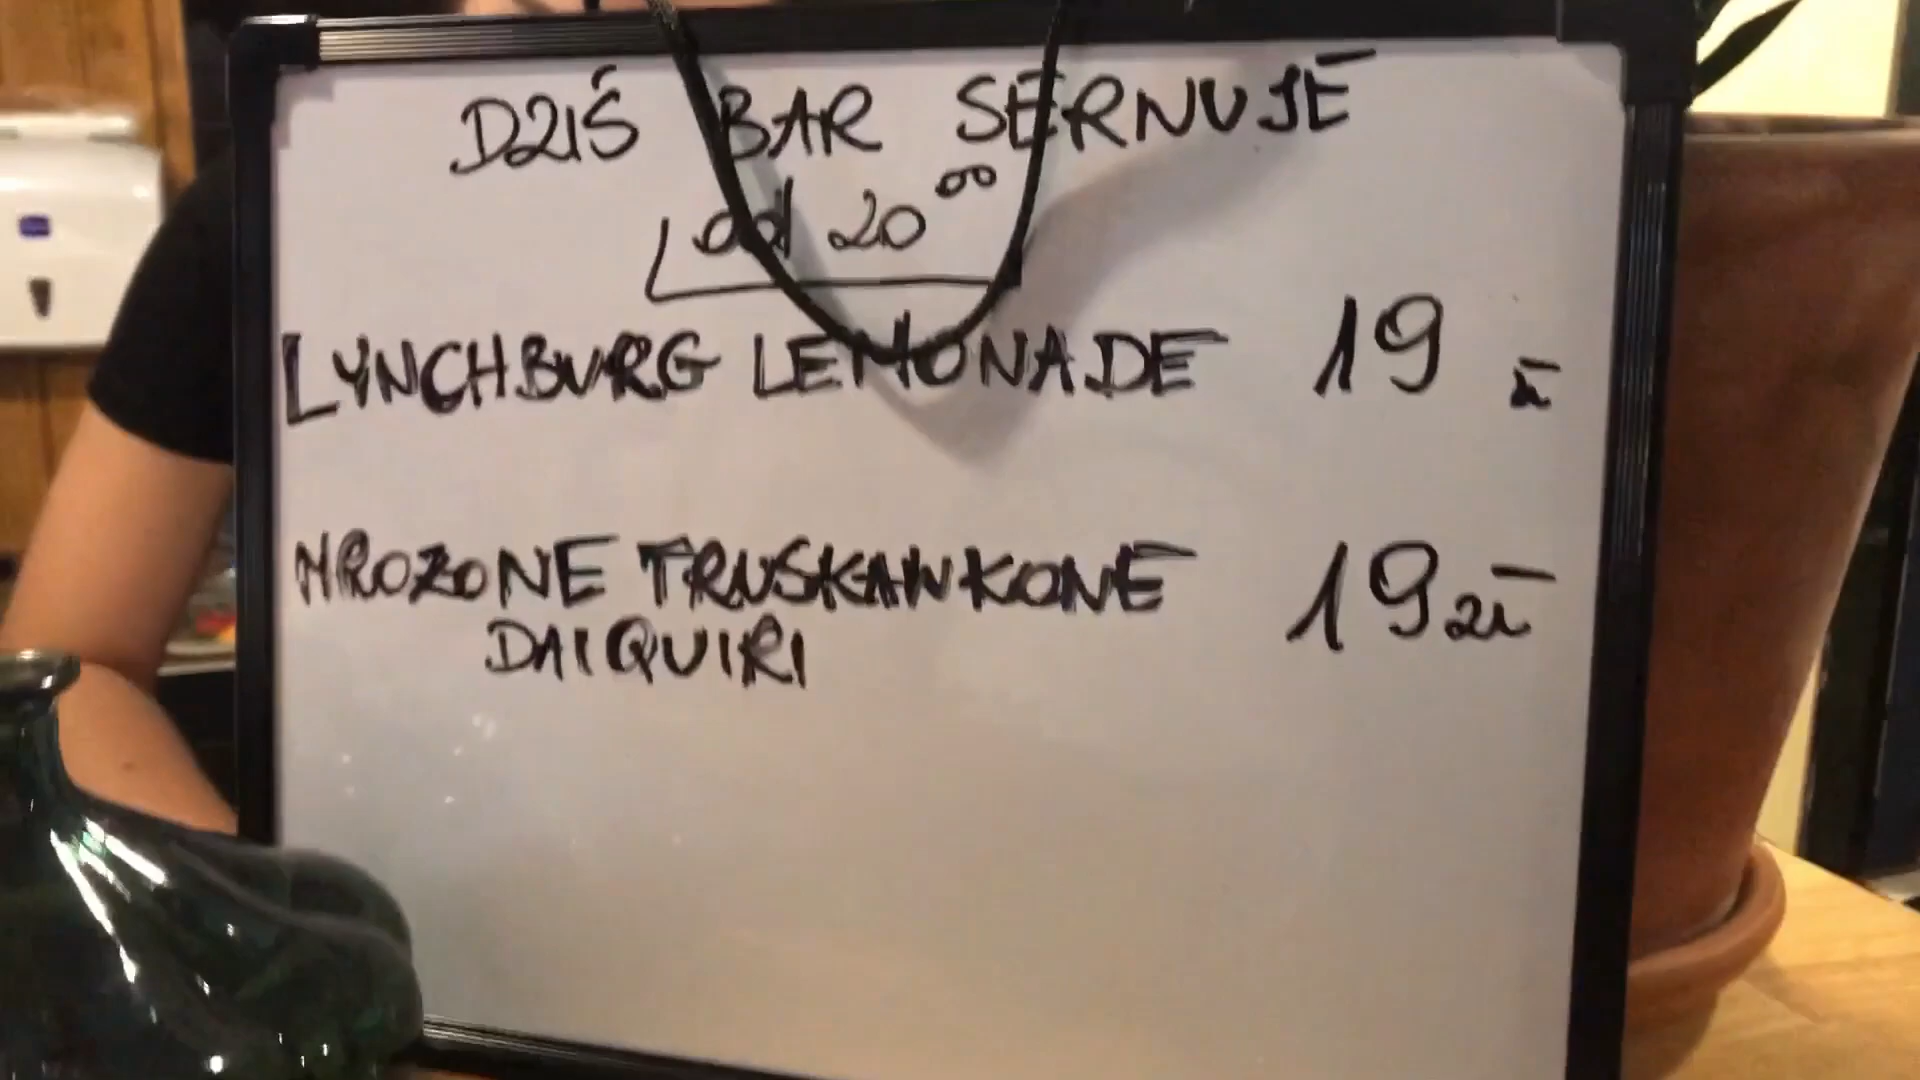 DZIŚ BAR SERWUJE
od 20⁰⁰
LYNCHBURG LEMONADE 19 zł
MROŻONE TRUSKAWKOWE 19 zł
DAIQUIRI